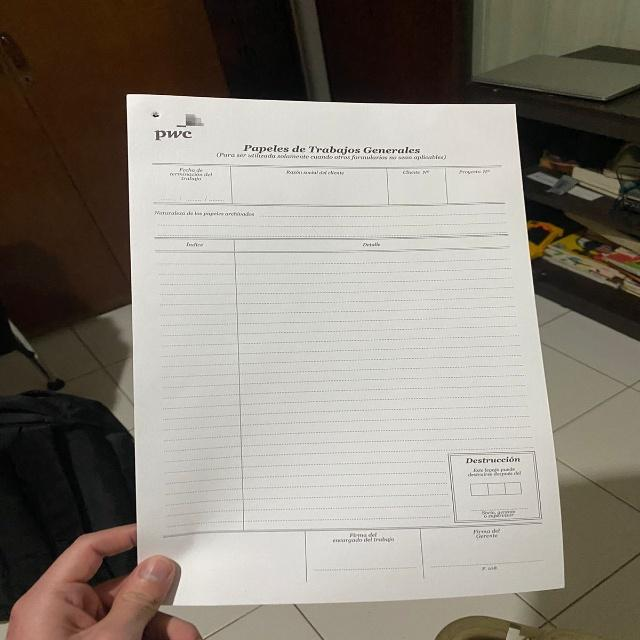 pwc
Papeles de Trabajos Generales
(Para ser utilizada solamente cuando otros formularios no sean aplicables)
Fecha de
terminación del
trabajo
Razón social del cliente
Cliente Nº
Proyecto Nº
Naturaleza de los papeles archivados
Indice
Detalle
Destrucción
Este legajo puede
destruirse después del
Socio, gerente
o supervisor
Firma del
encargado del trabajo
Firma del
Gerente